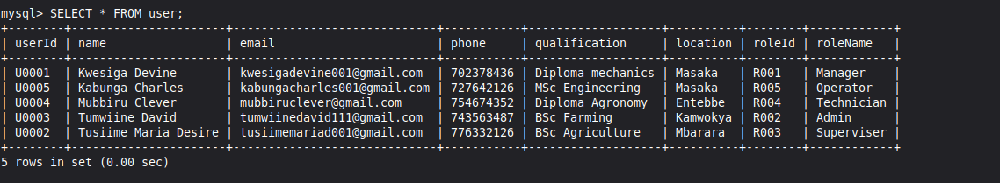 mysql> SELECT * FROM user;
+--------+----------------------+----------------------------+-----------+-------------------+----------+--------+------------+
| userId | name                 | email                      | phone     | qualification     | location | roleId | roleName   |
+--------+----------------------+----------------------------+-----------+-------------------+----------+--------+------------+
| U0001  | Kwesiga Devine       | kwesigadevine001@gmail.com  | 702378436 | Diploma mechanics | Masaka   | R001   | Manager    |
| U0005  | Kabunga Charles      | kabungacharles001@gmail.com | 727642126 | MSc Engineering   | Masaka   | R005   | Operator   |
| U0004  | Mubbiru Clever       | mubbiruclever@gmail.com    | 754674352 | Diploma Agronomy  | Entebbe  | R004   | Technician |
| U0003  | Tumwiine David       | tumwiinedavid111@gmail.com | 743563487 | BSc Farming       | Kamwokya | R002   | Admin      |
| U0002  | Tusiime Maria Desire | tusiimemariad001@gmail.com | 776332126 | BSc Agriculture   | Mbarara  | R003   | Superviser |
+--------+----------------------+----------------------------+-----------+-------------------+----------+--------+------------+
5 rows in set (0.00 sec)